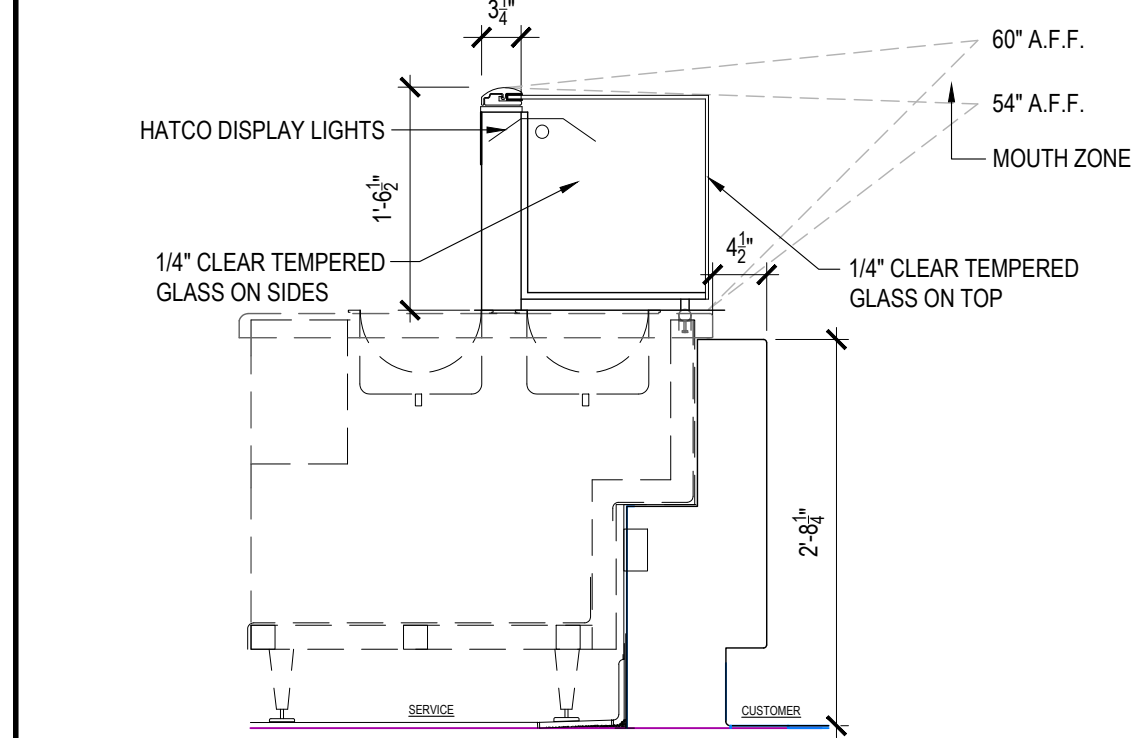 3 1/4"
60" A.F.F.
54" A.F.F.
HATCO DISPLAY LIGHTS
MOUTH ZONE
1'-6 1/2"
4 1/2"
1/4" CLEAR TEMPERED
GLASS ON SIDES
1/4" CLEAR TEMPERED
GLASS ON TOP
2'-8 1/4"
SERVICE
CUSTOMER